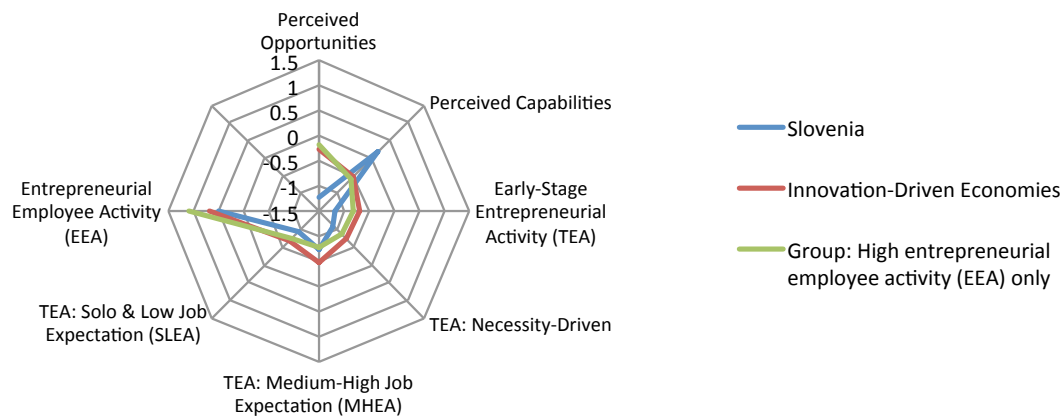 Perceived
Opportunities
1.5
1
0.5
0
-0.5
-1
-1.5
Perceived Capabilities
Early-Stage
Entrepreneurial
Activity (TEA)
TEA: Necessity-Driven
TEA: Medium-High Job
Expectation (MHEA)
TEA: Solo & Low Job
Expectation (SLEA)
Entrepreneurial
Employee Activity
(EEA)
Slovenia
Innovation-Driven Economies
Group: High entrepreneurial
employee activity (EEA) only